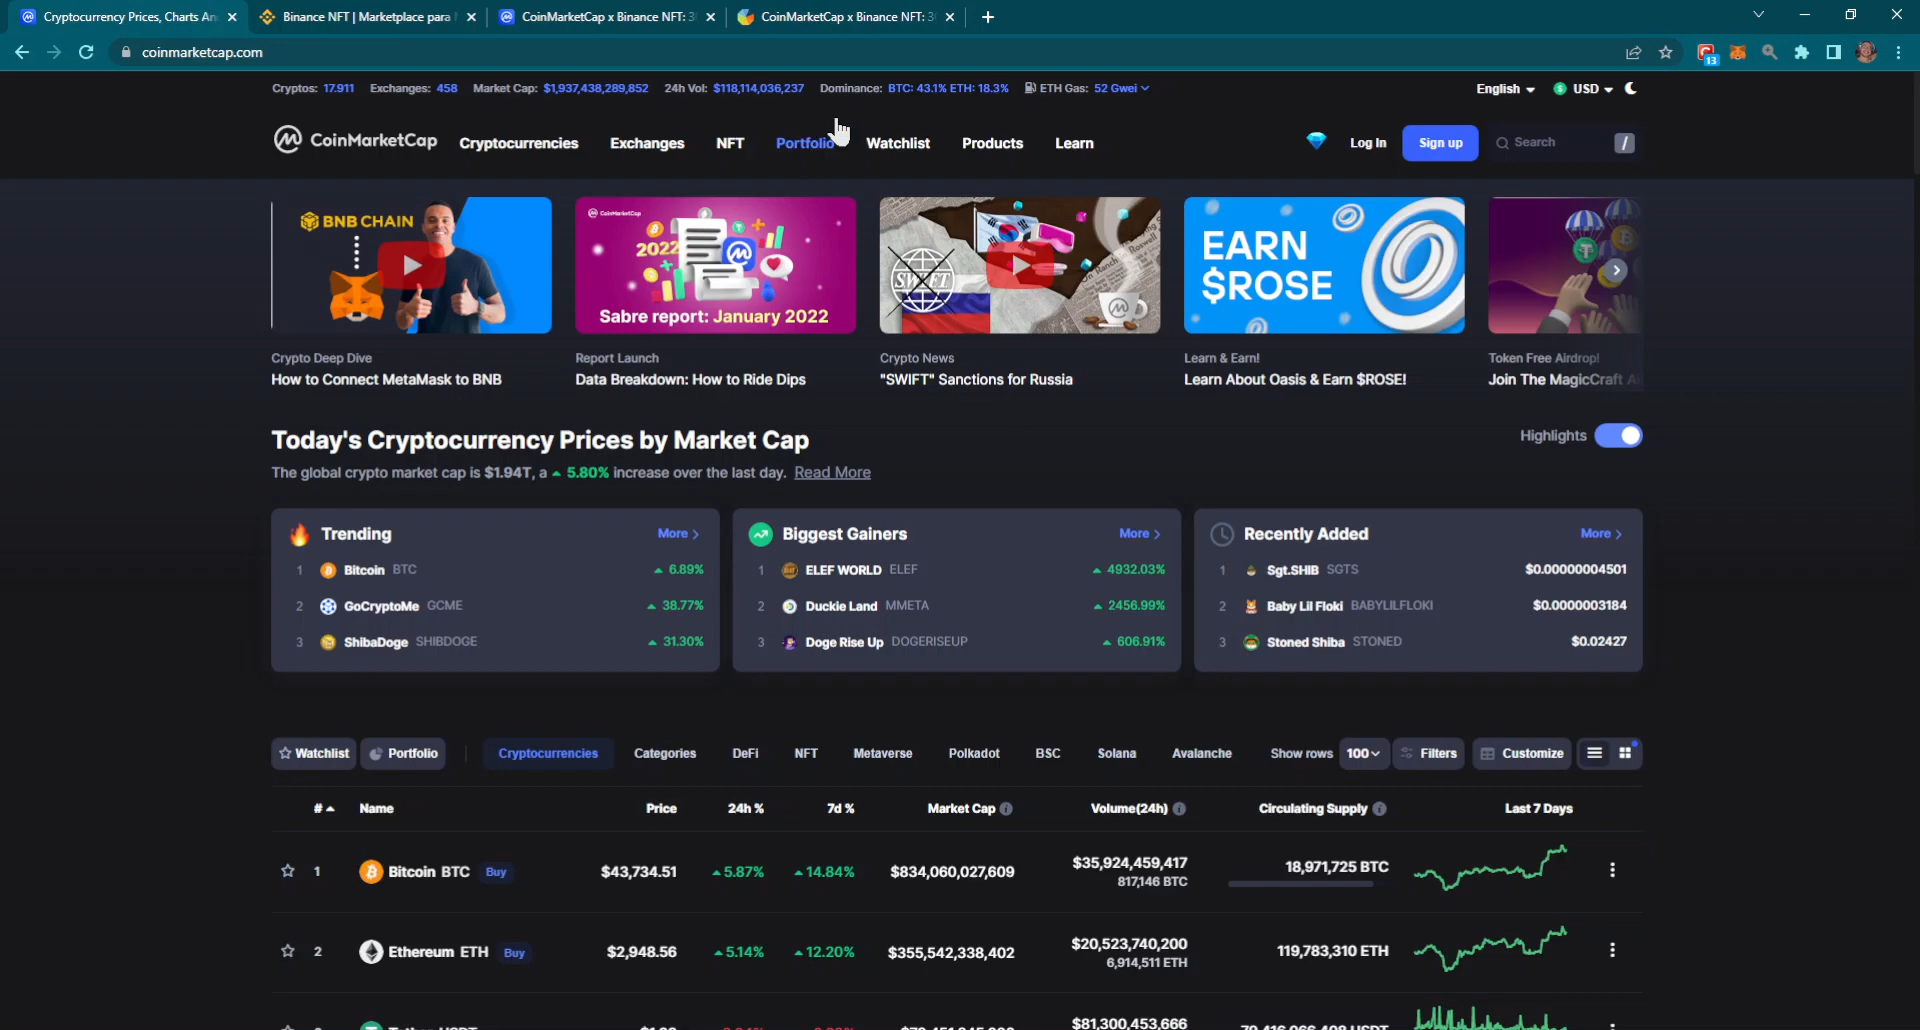 Cryptocurrency Prices, Charts An
Binance NFT | Marketplace para
CoinMarketCap x Binance NFT: 3
CoinMarketCap x Binance NFT: 3
coinmarketcap.com
13
Cryptos: 17.911 Exchanges: 458 Market Cap: $1,937,438,289,852 24h Vol: $118,114,036,237 Dominance: BTC: 43.1% ETH: 18.3% ETH Gas: 52 Gwei
English USD
CoinMarketCap Cryptocurrencies Exchanges NFT Portfolio Watchlist Products Learn Log In Sign up Search /
BNB CHAIN
CoinMarketCap
2022
Sabre report: January 2022
SWIFT
EARN
$ROSE
Crypto Deep Dive
How to Connect MetaMask to BNB
Report Launch
Data Breakdown: How to Ride Dips
Crypto News
"SWIFT" Sanctions for Russia
Learn & Earn!
Learn About Oasis & Earn $ROSE!
Token Free Airdrop!
Join The MagicCraft
Today's Cryptocurrency Prices by Market Cap
Highlights
The global crypto market cap is $1.94T, a 5.80% increase over the last day. Read More
Trending More
1 Bitcoin BTC 6.89%
2 GoCryptoMe GCME 38.77%
3 ShibaDoge SHIBDOGE 31.30%
Biggest Gainers More
1 ELEF WORLD ELEF 4932.03%
2 Duckie Land MMETA 2456.99%
3 Doge Rise Up DOGERISEUP 606.91%
Recently Added More
1 Sgt.SHIB SGTS $0.00000004501
2 Baby Lil Floki BABYLILFLOKI $0.0000003184
3 Stoned Shiba STONED $0.02427
Watchlist Portfolio Cryptocurrencies Categories DeFi NFT Metaverse Polkadot BSC Solana Avalanche Show rows 100 Filters Customize
# Name Price 24h % 7d % Market Cap Volume(24h) Circulating Supply Last 7 Days
1 Bitcoin BTC Buy $43,734.51 5.87% 14.84% $834,060,027,609 $35,924,459,417 18,971,725 BTC
817,146 BTC
2 Ethereum ETH Buy $2,948.56 5.14% 12.20% $355,542,338,402 $20,523,740,200 119,783,310 ETH
6,914,511 ETH
$81,300,453,666